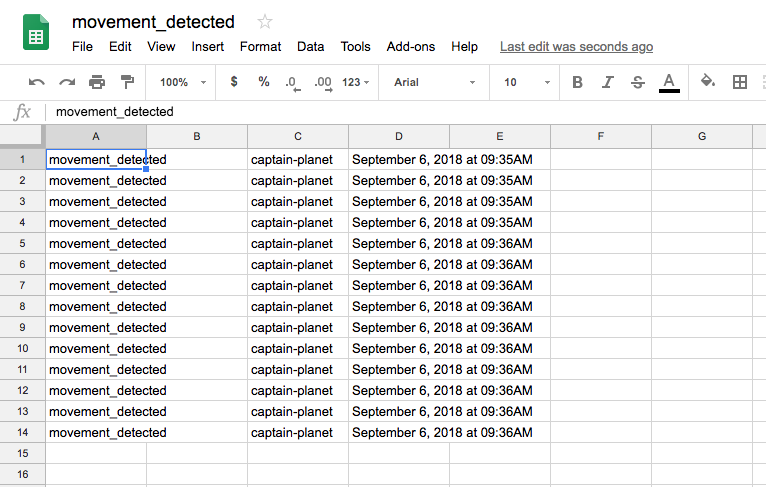 movement_detected
File Edit View Insert Format Data Tools Add-ons Help Last edit was seconds ago
100% $ % .0 .00 123 Arial 10 B I S A
fx movement_detected
A B C D E F G
1 movement_detected captain-planet September 6, 2018 at 09:35AM
2 movement_detected captain-planet September 6, 2018 at 09:35AM
3 movement_detected captain-planet September 6, 2018 at 09:35AM
4 movement_detected captain-planet September 6, 2018 at 09:35AM
5 movement_detected captain-planet September 6, 2018 at 09:36AM
6 movement_detected captain-planet September 6, 2018 at 09:36AM
7 movement_detected captain-planet September 6, 2018 at 09:36AM
8 movement_detected captain-planet September 6, 2018 at 09:36AM
9 movement_detected captain-planet September 6, 2018 at 09:36AM
10 movement_detected captain-planet September 6, 2018 at 09:36AM
11 movement_detected captain-planet September 6, 2018 at 09:36AM
12 movement_detected captain-planet September 6, 2018 at 09:36AM
13 movement_detected captain-planet September 6, 2018 at 09:36AM
14 movement_detected captain-planet September 6, 2018 at 09:36AM
15
16